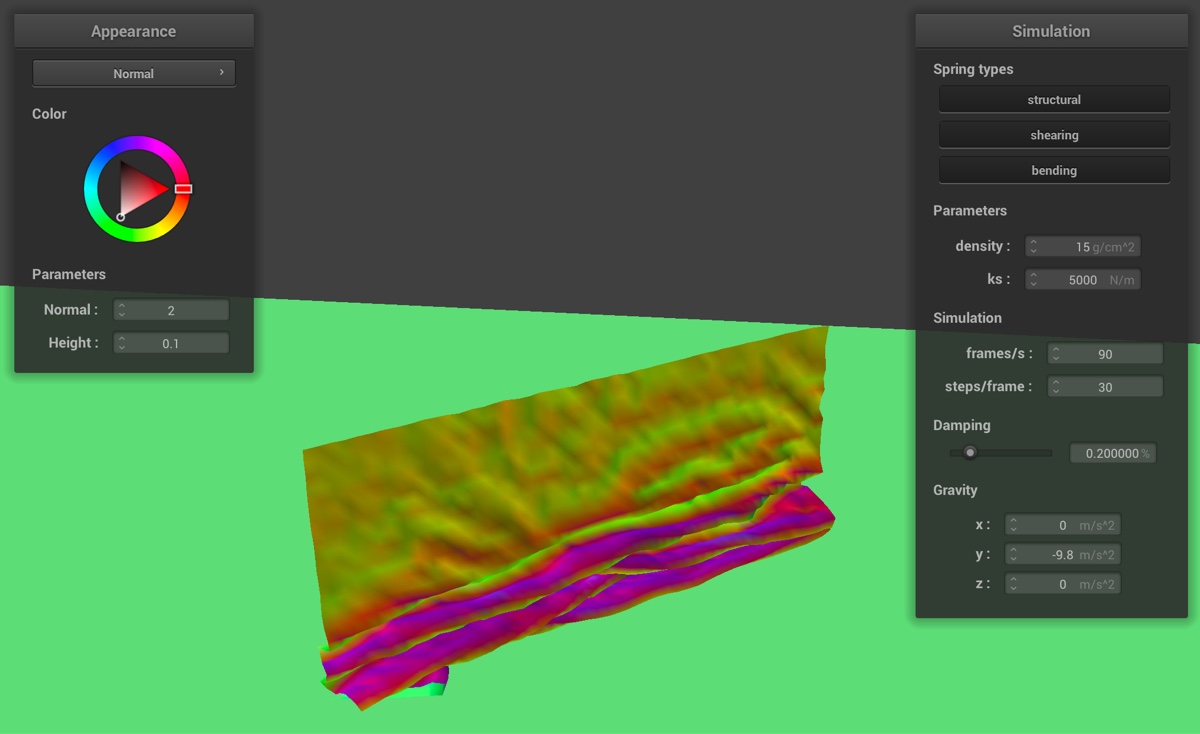 Appearance
Normal
Color
Parameters
Normal : 2
Height : 0.1
Simulation
Spring types
structural
shearing
bending
Parameters
density : 15 g/cm^2
ks : 5000 N/m
Simulation
frames/s : 90
steps/frame : 30
Damping
0.200000 %
Gravity
x : 0 m/s^2
y : -9.8 m/s^2
z : 0 m/s^2